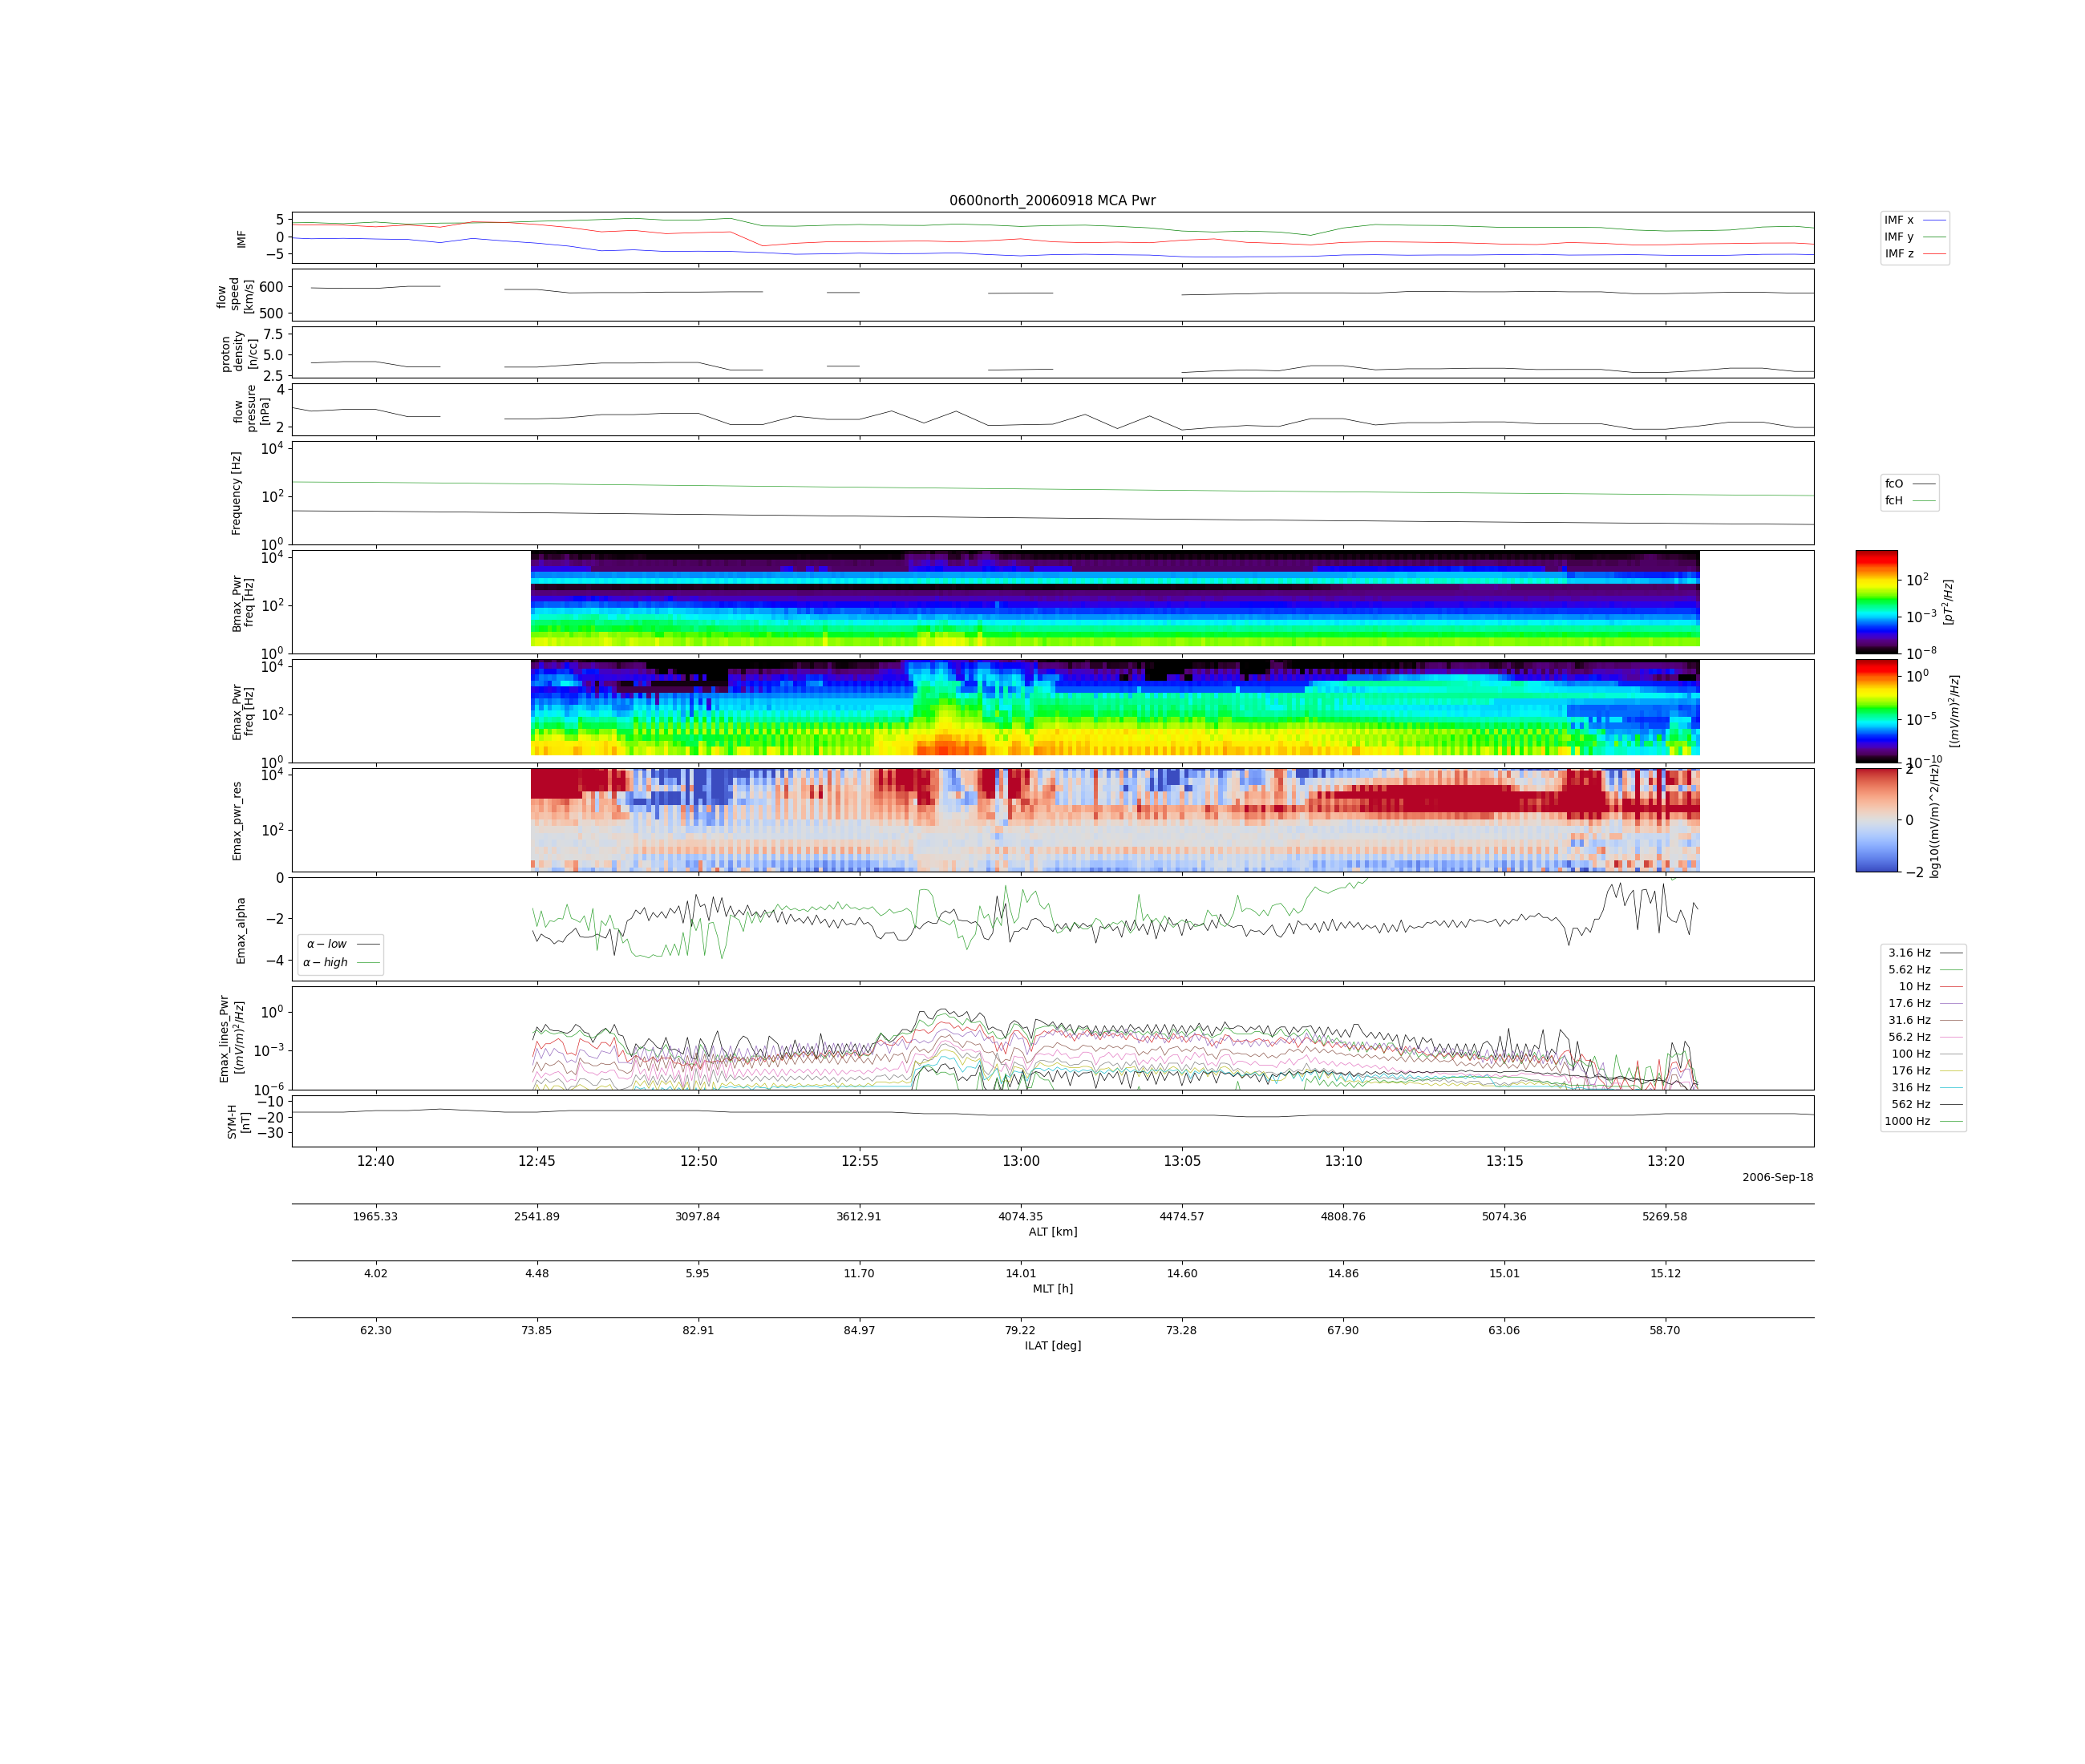 0600north_20060918 MCA Pwr
IMF
5
0
−5
IMF x
IMF y
IMF z
flow
speed
[km/s]
600
500
proton
density
[n/cc]
7.5
5.0
2.5
flow
pressure
[nPa]
4
2
Frequency [Hz]
10^4
10^2
10^0
fcO
fcH
Bmax_Pwr
freq [Hz]
10^4
10^2
10^0
10^2
10^−3
10^−8
[pT^2/Hz]
Emax_Pwr
freq [Hz]
10^4
10^2
10^0
10^0
10^−5
10^−10
[(mV/m)^2/Hz]
Emax_pwr_res
10^4
10^2
2
0
−2
log10((mV/m)^2/Hz)
Emax_alpha
0
−2
−4
α − low
α − high
Emax_lines_Pwr
[(mV/m)^2/Hz]
10^0
10^−3
10^−6
3.16 Hz
5.62 Hz
10 Hz
17.6 Hz
31.6 Hz
56.2 Hz
100 Hz
176 Hz
316 Hz
562 Hz
1000 Hz
SYM-H
[nT]
−10
−20
−30
12:40 12:45 12:50 12:55 13:00 13:05 13:10 13:15 13:20
2006-Sep-18
1965.33 2541.89 3097.84 3612.91 4074.35 4474.57 4808.76 5074.36 5269.58
ALT [km]
4.02 4.48 5.95 11.70 14.01 14.60 14.86 15.01 15.12
MLT [h]
62.30 73.85 82.91 84.97 79.22 73.28 67.90 63.06 58.70
ILAT [deg]